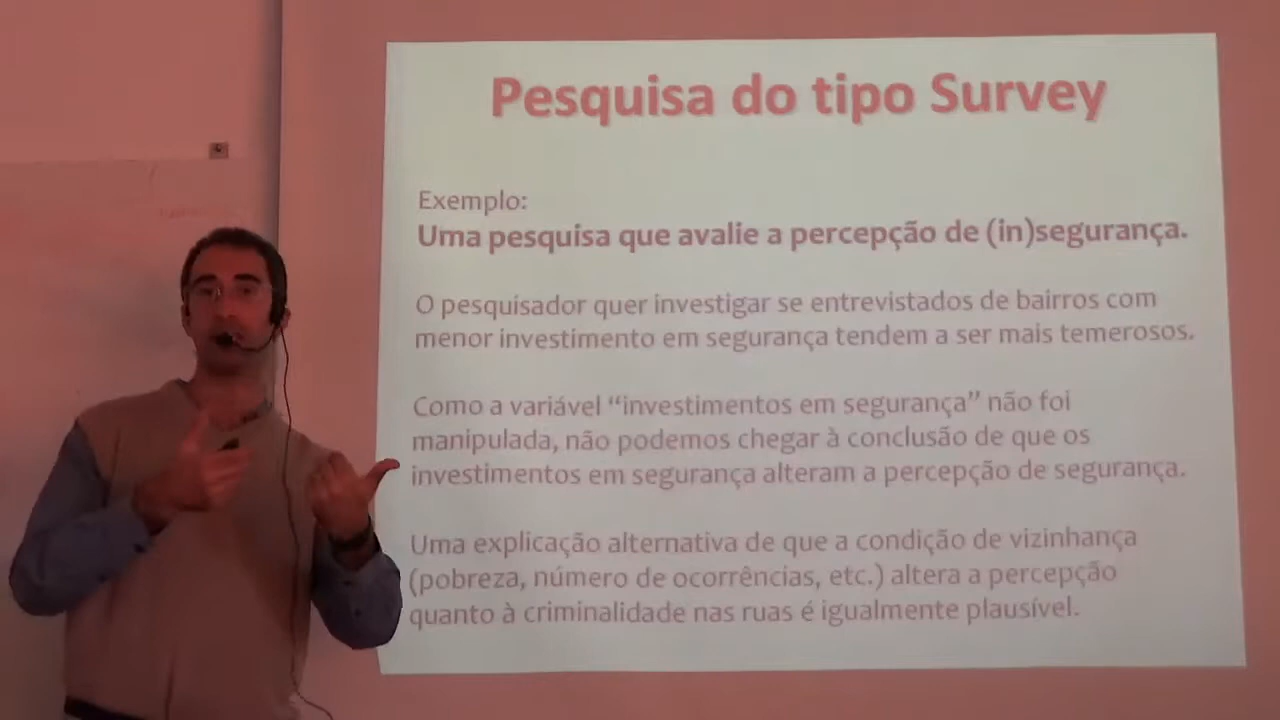 Pesquisa do tipo Survey
Exemplo:
Uma pesquisa que avalie a percepção de (in)segurança.
O pesquisador quer investigar se entrevistados de bairros com
menor investimento em segurança tendem a ser mais temerosos.
Como a variável “investimentos em segurança” não foi
manipulada, não podemos chegar à conclusão de que os
investimentos em segurança alteram a percepção de segurança.
Uma explicação alternativa de que a condição de vizinhança
(pobreza, número de ocorrências, etc.) altera a percepção
quanto à criminalidade nas ruas é igualmente plausível.